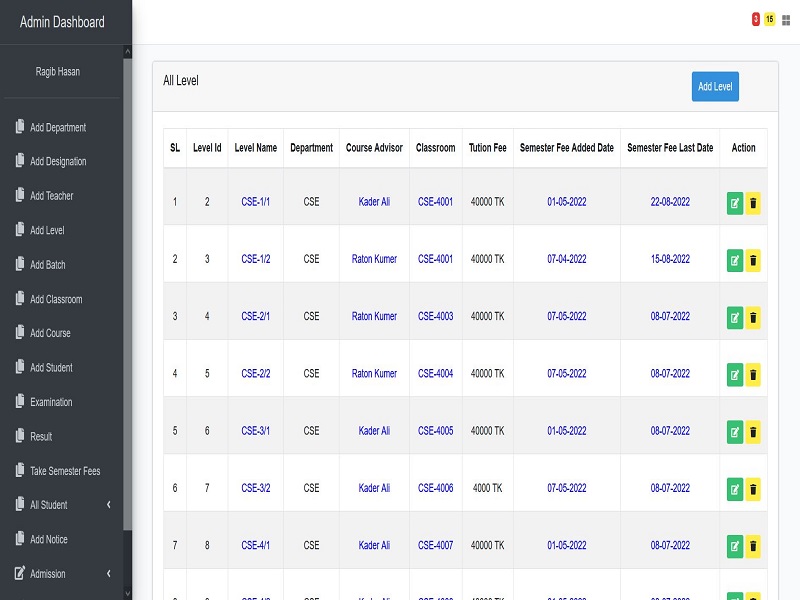 Admin Dashboard
3 15
Ragib Hasan
Add Department
Add Designation
Add Teacher
Add Level
Add Batch
Add Classroom
Add Course
Add Student
Examination
Result
Take Semester Fees
All Student
Add Notice
Admission
All Level
Add Level
SL Level Id Level Name Department Course Advisor Classroom Tution Fee Semester Fee Added Date Semester Fee Last Date Action
1 2 CSE-1/1 CSE Kader Ali CSE-4001 40000 TK 01-05-2022 22-08-2022
2 3 CSE-1/2 CSE Raton Kumer CSE-4001 40000 TK 07-04-2022 15-08-2022
3 4 CSE-2/1 CSE Raton Kumer CSE-4003 40000 TK 07-05-2022 08-07-2022
4 5 CSE-2/2 CSE Raton Kumer CSE-4004 40000 TK 07-05-2022 08-07-2022
5 6 CSE-3/1 CSE Kader Ali CSE-4005 40000 TK 01-05-2022 08-07-2022
6 7 CSE-3/2 CSE Kader Ali CSE-4006 4000 TK 07-05-2022 08-07-2022
7 8 CSE-4/1 CSE Kader Ali CSE-4007 40000 TK 01-05-2022 08-07-2022